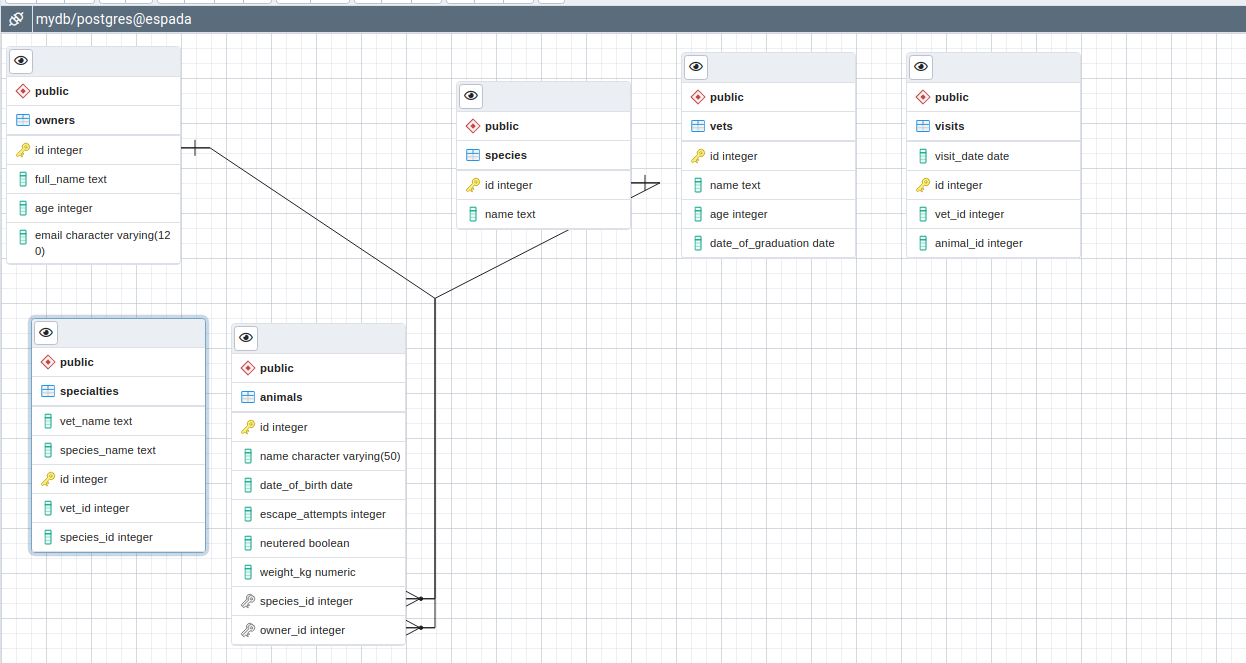 mydb/postgres@espada
public
owners
id integer
full_name text
age integer
email character varying(12
0)
public
species
id integer
name text
public
vets
id integer
name text
age integer
date_of_graduation date
public
visits
visit_date date
id integer
vet_id integer
animal_id integer
public
specialties
vet_name text
species_name text
id integer
vet_id integer
species_id integer
public
animals
id integer
name character varying(50)
date_of_birth date
escape_attempts integer
neutered boolean
weight_kg numeric
species_id integer
owner_id integer